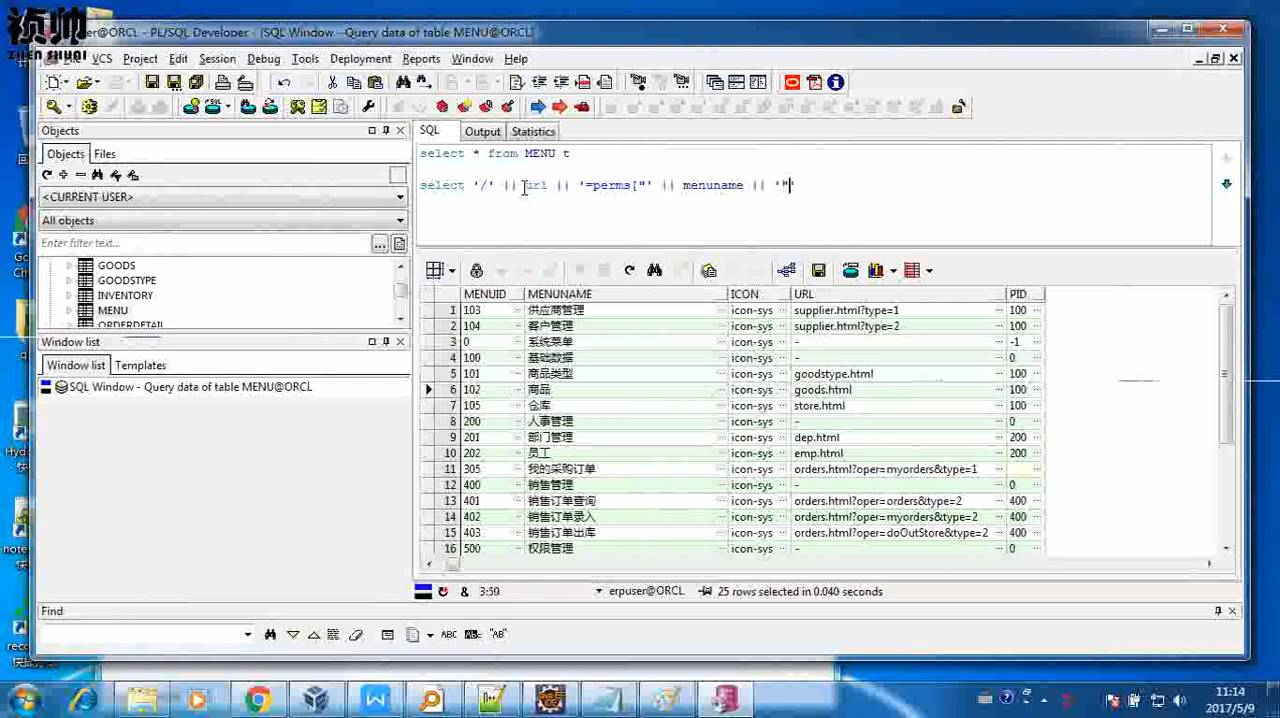 祯帅
ZHEN SHUAI
er@ORCL - PL/SQL Developer - [SQL Window - Query data of table MENU@ORCL]
VCS Project Edit Session Debug Tools Deployment Reports Window Help
Objects
Objects Files
<CURRENT USER>
All objects
Enter filter text...
GOODS
GOODSTYPE
INVENTORY
MENU
ORDERDETAIL
Window list
Window list Templates
SQL Window - Query data of table MENU@ORCL
SQL Output Statistics
select * from MENU t
select '/' || url || '=perms["' || menuname || '"'
MENUID MENUNAME ICON URL PID
1 103 供应商管理 icon-sys supplier.html?type=1 100
2 104 客户管理 icon-sys supplier.html?type=2 100
3 0 系统菜单 icon-sys - -1
4 100 基础数据 icon-sys - 0
5 101 商品类型 icon-sys goodstype.html 100
6 102 商品 icon-sys goods.html 100
7 105 仓库 icon-sys store.html 100
8 200 人事管理 icon-sys - 0
9 201 部门管理 icon-sys dep.html 200
10 202 员工 icon-sys emp.html 200
11 305 我的采购订单 icon-sys orders.html?oper=myorders&type=1
12 400 销售管理 icon-sys - 0
13 401 销售订单查询 icon-sys orders.html?oper=orders&type=2 400
14 402 销售订单录入 icon-sys orders.html?oper=myorders&type=2 400
15 403 销售订单出库 icon-sys orders.html?oper=doOutStore&type=2 400
16 500 权限管理 icon-sys - 0
& 3:59 erpuser@ORCL 25 rows selected in 0.040 seconds
Find:
ABC "AB"
11:14
2017/5/9